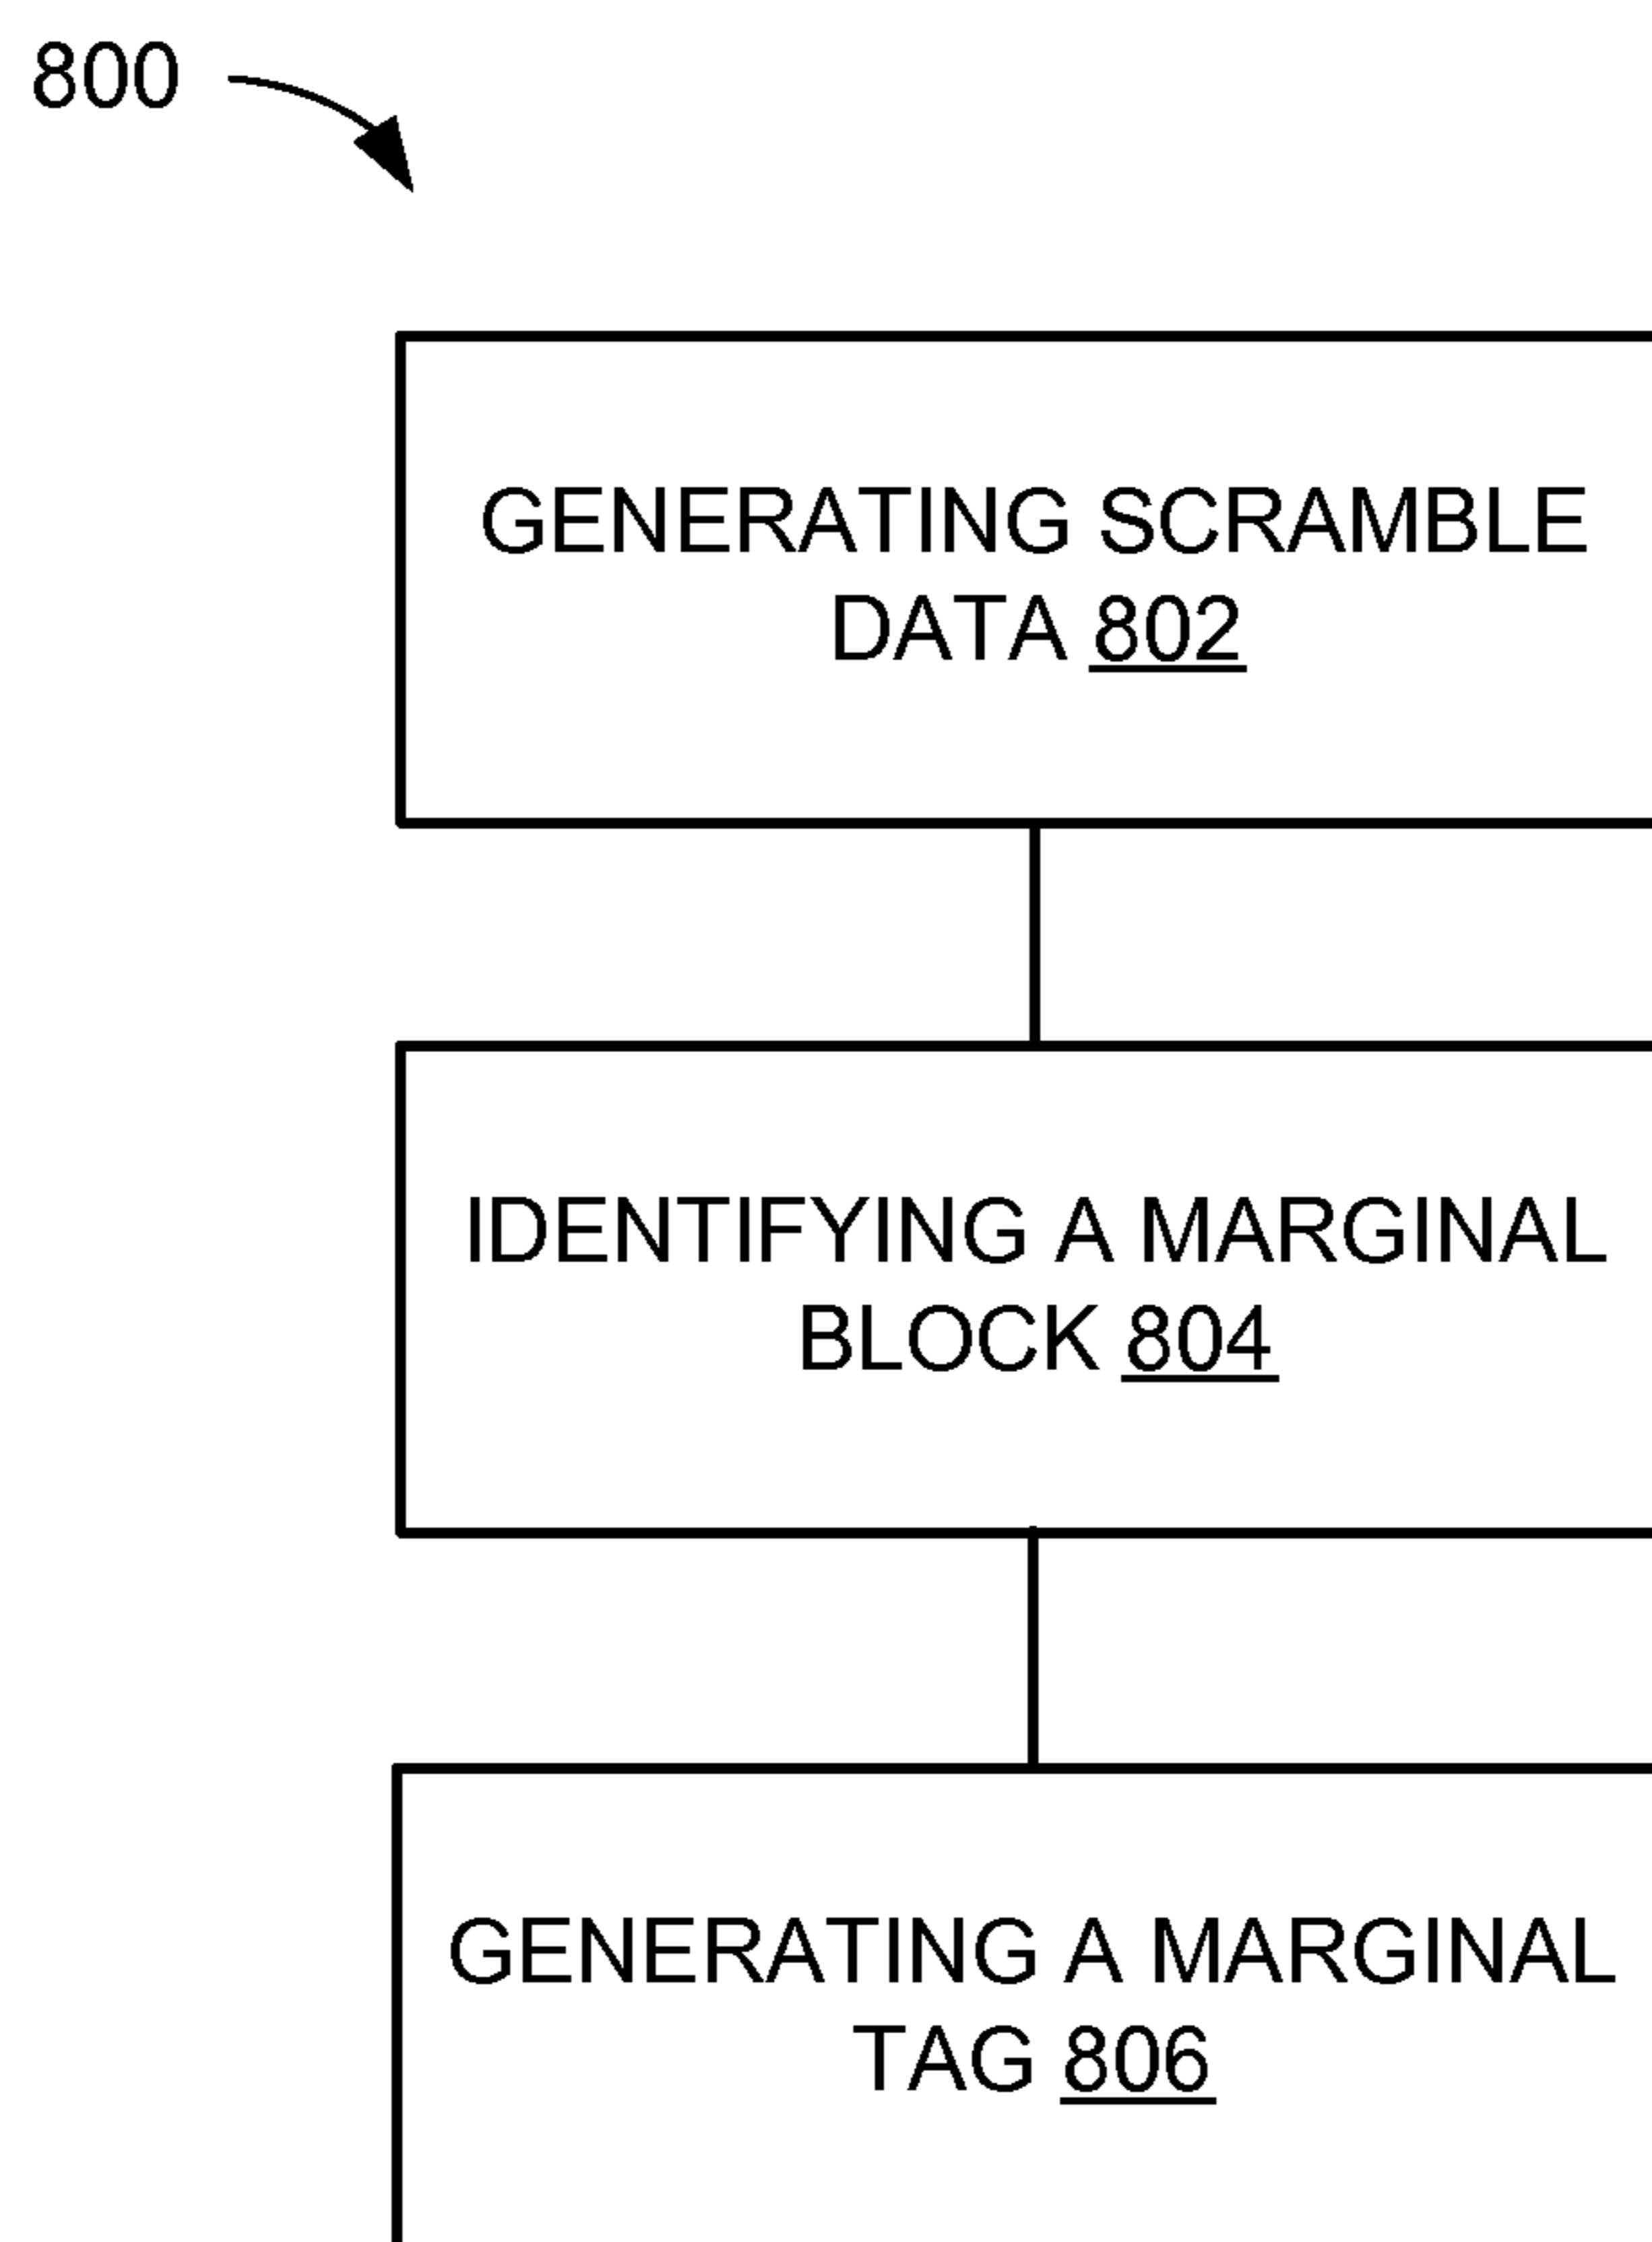 800
GENERATING SCRAMBLE
DATA 802
IDENTIFYING A MARGINAL
BLOCK 804
GENERATING A MARGINAL
TAG 806